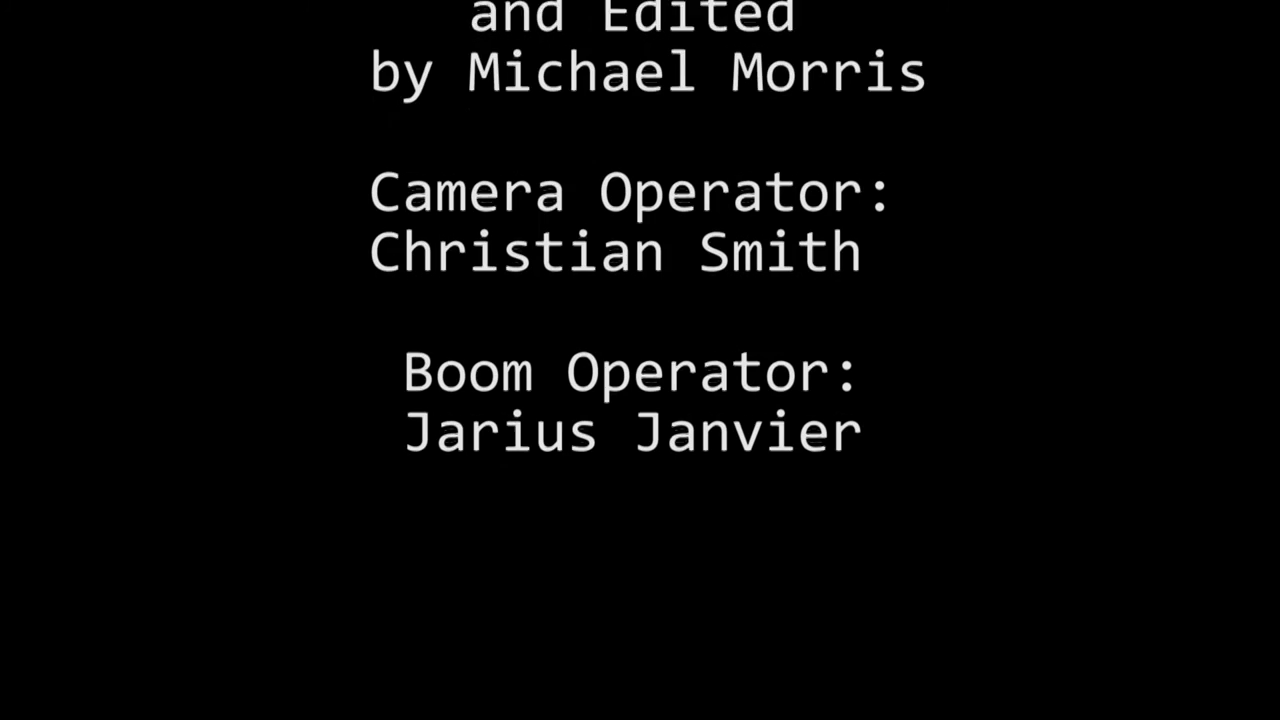 and Edited
by Michael Morris
Camera Operator:
Christian Smith
Boom Operator:
Jarius Janvier